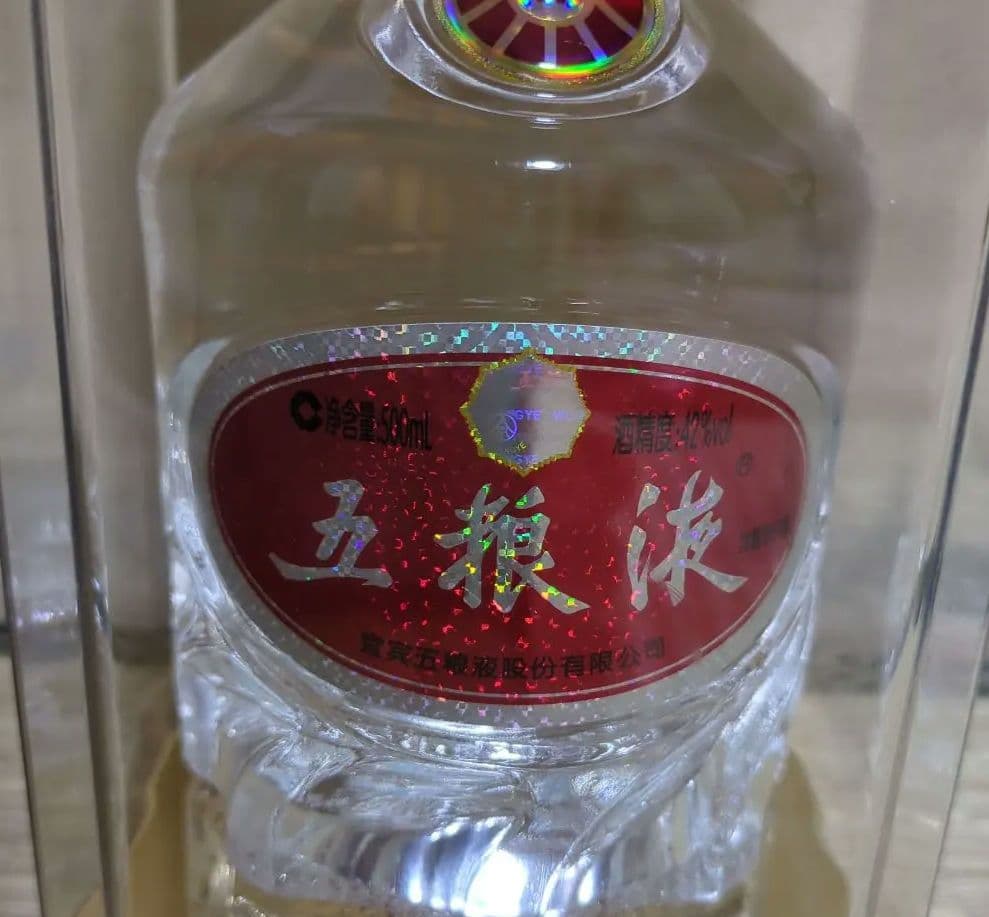 净含量:500mL
酒精度:42%vol
五粮液
®
宜宾五粮液股份有限公司